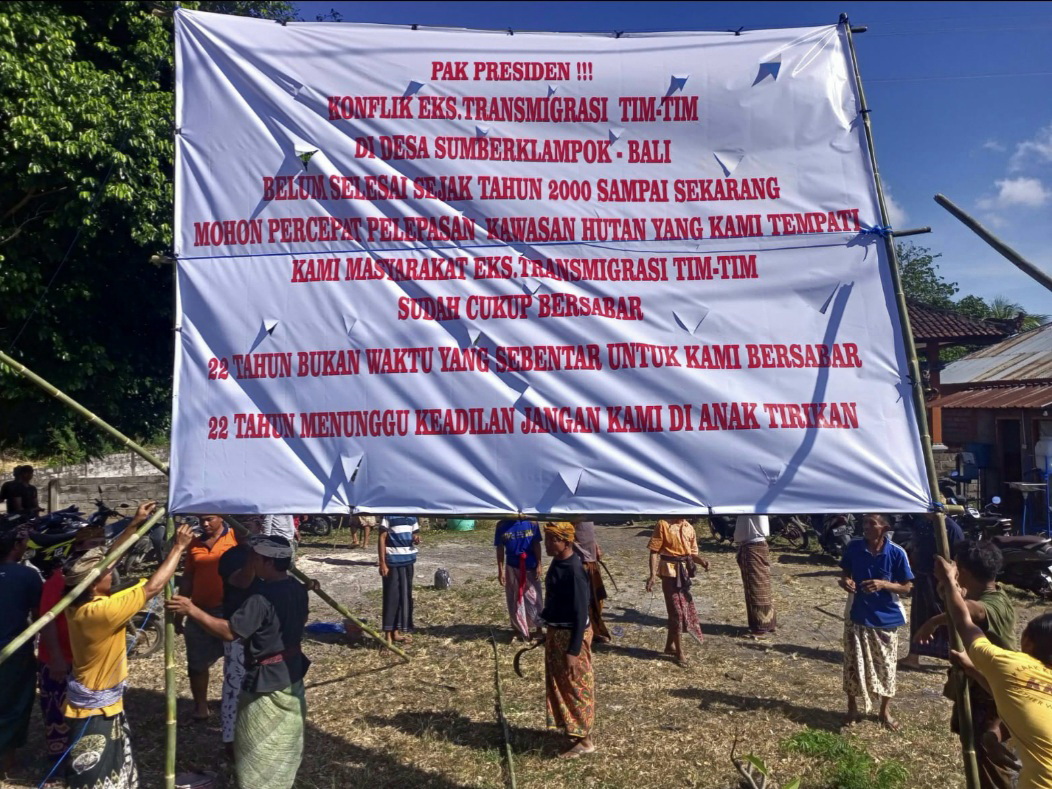 PAK PRESIDEN !!!
KONFLIK EKS.TRANSMIGRASI TIM-TIM
DI DESA SUMBERKLAMPOK - BALI
BELUM SELESAI SEJAK TAHUN 2000 SAMPAI SEKARANG
MOHON PERCEPAT PELEPASAN KAWASAN HUTAN YANG KAMI TEMPATI
KAMI MASYARAKAT EKS.TRANSMIGRASI TIM-TIM
SUDAH CUKUP BERSABAR
22 TAHUN BUKAN WAKTU YANG SEBENTAR UNTUK KAMI BERSABAR
22 TAHUN MENUNGGU KEADILAN JANGAN KAMI DI ANAK TIRIKAN